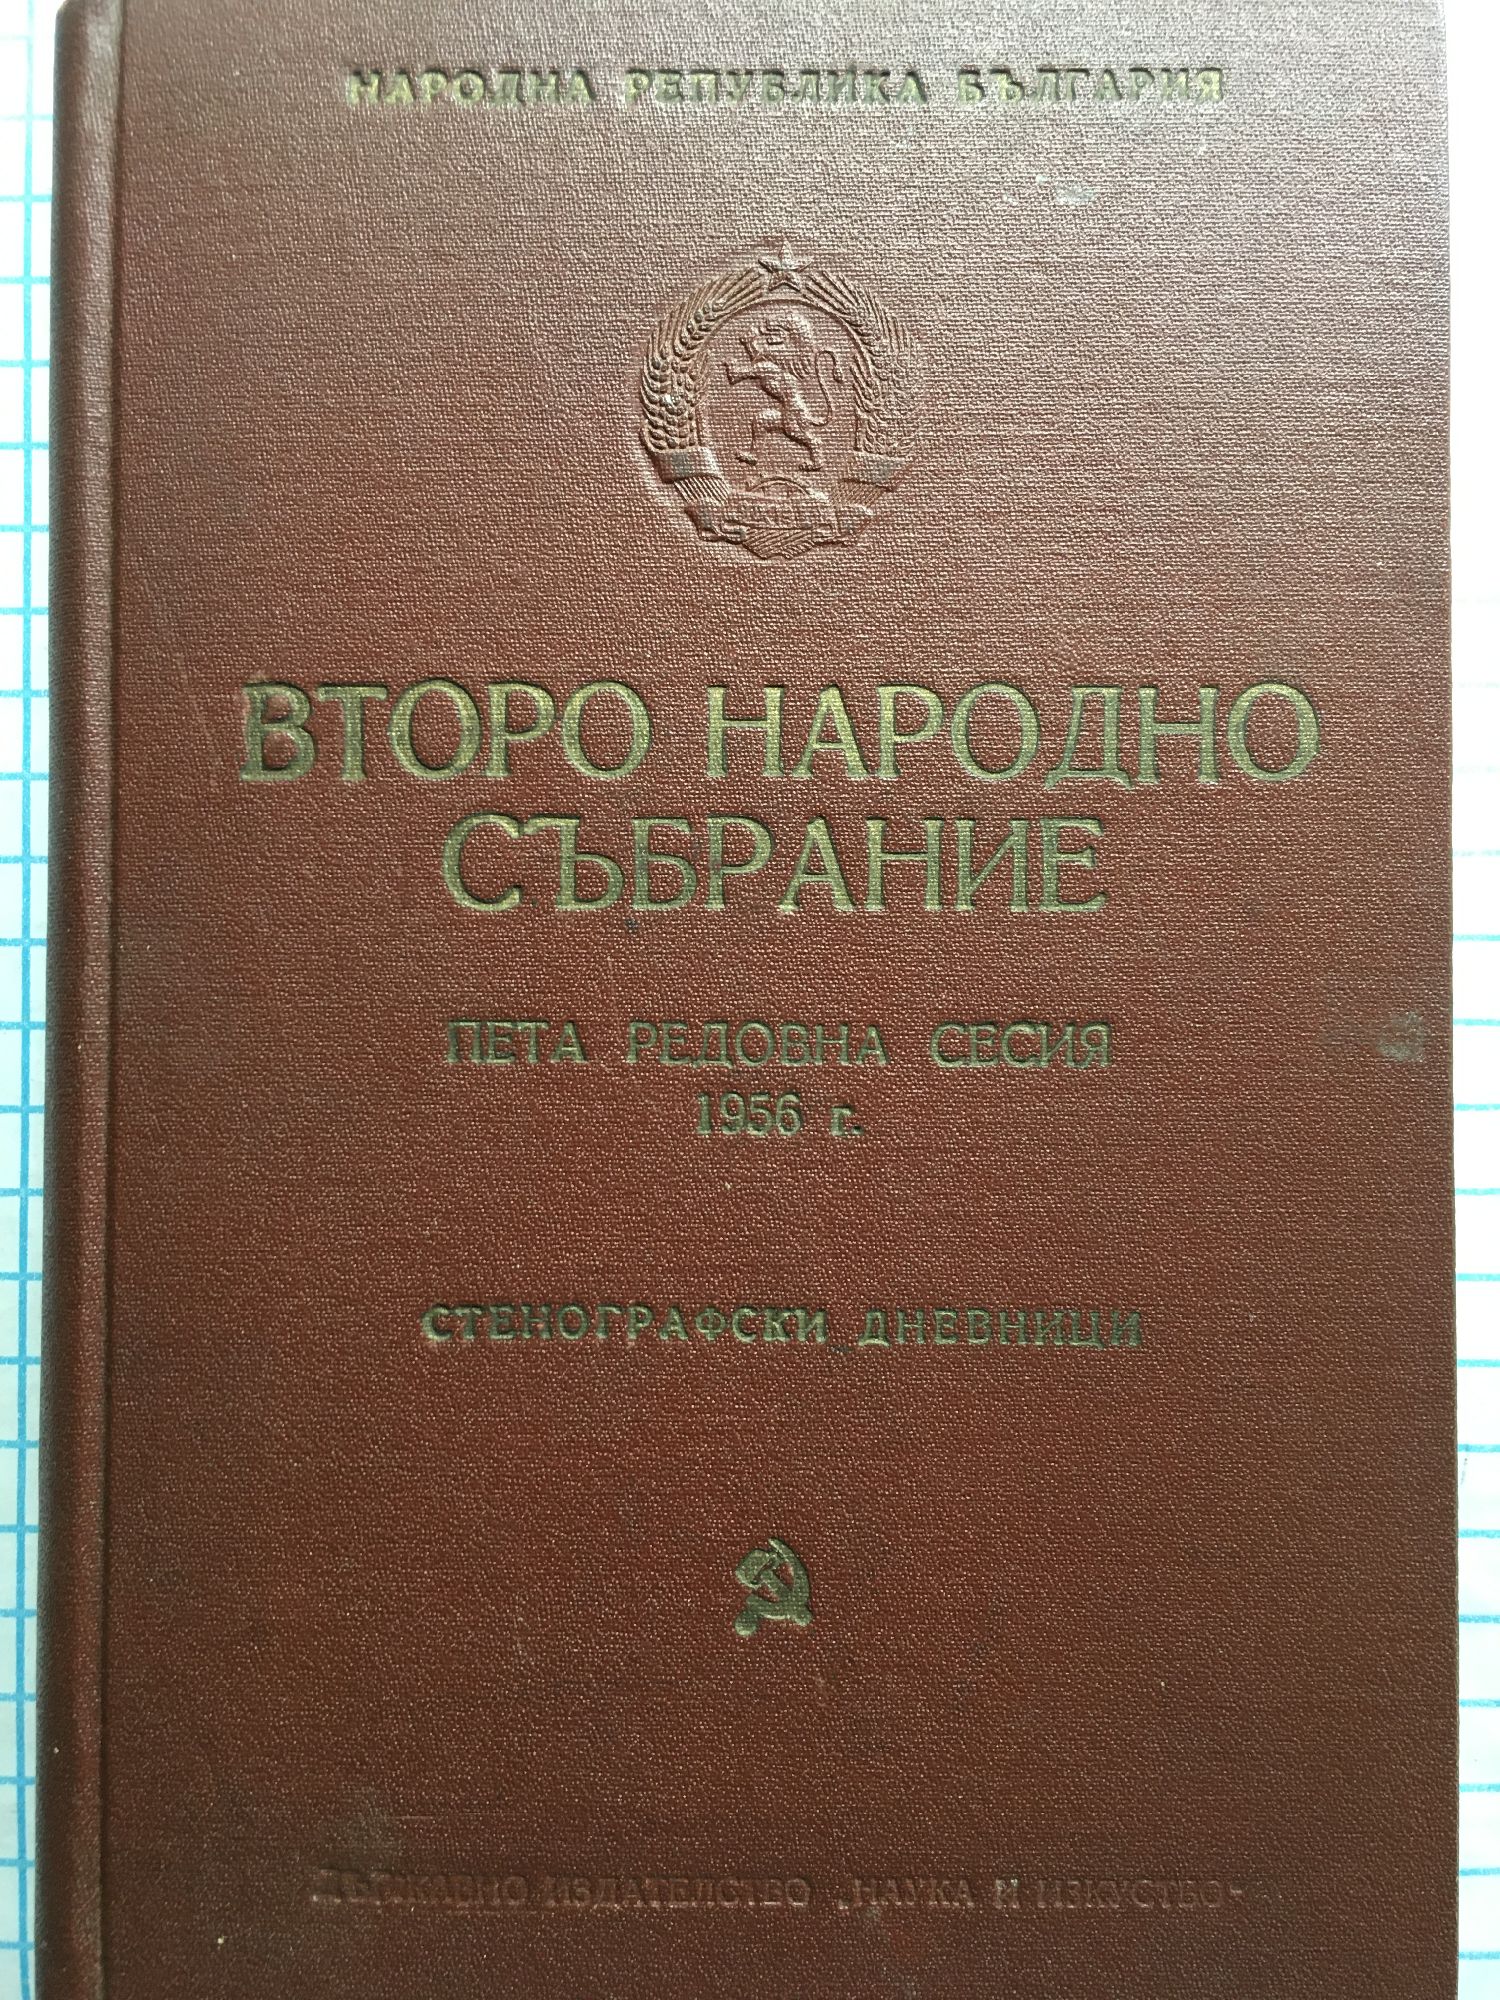 НАРОДНА РЕПУБЛИКА БЪЛГАРИЯ
ВТОРО НАРОДНО
СЪБРАНИЕ
ПЕТА РЕДОВНА СЕСИЯ
1956 г.
СТЕНОГРАФСКИ ДНЕВНИЦИ
ДЪРЖАВНО ИЗДАТЕЛСТВО „НАУКА И ИЗКУСТВО“